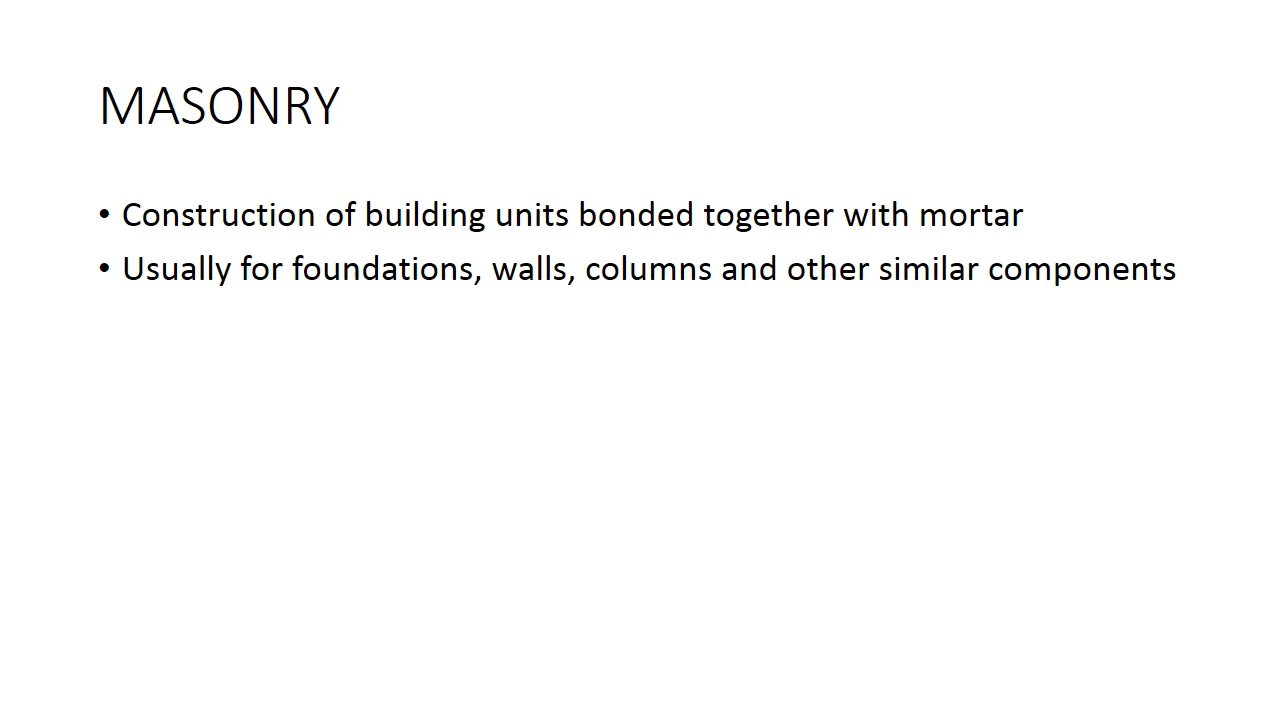 MASONRY
• Construction of building units bonded together with mortar
• Usually for foundations, walls, columns and other similar components